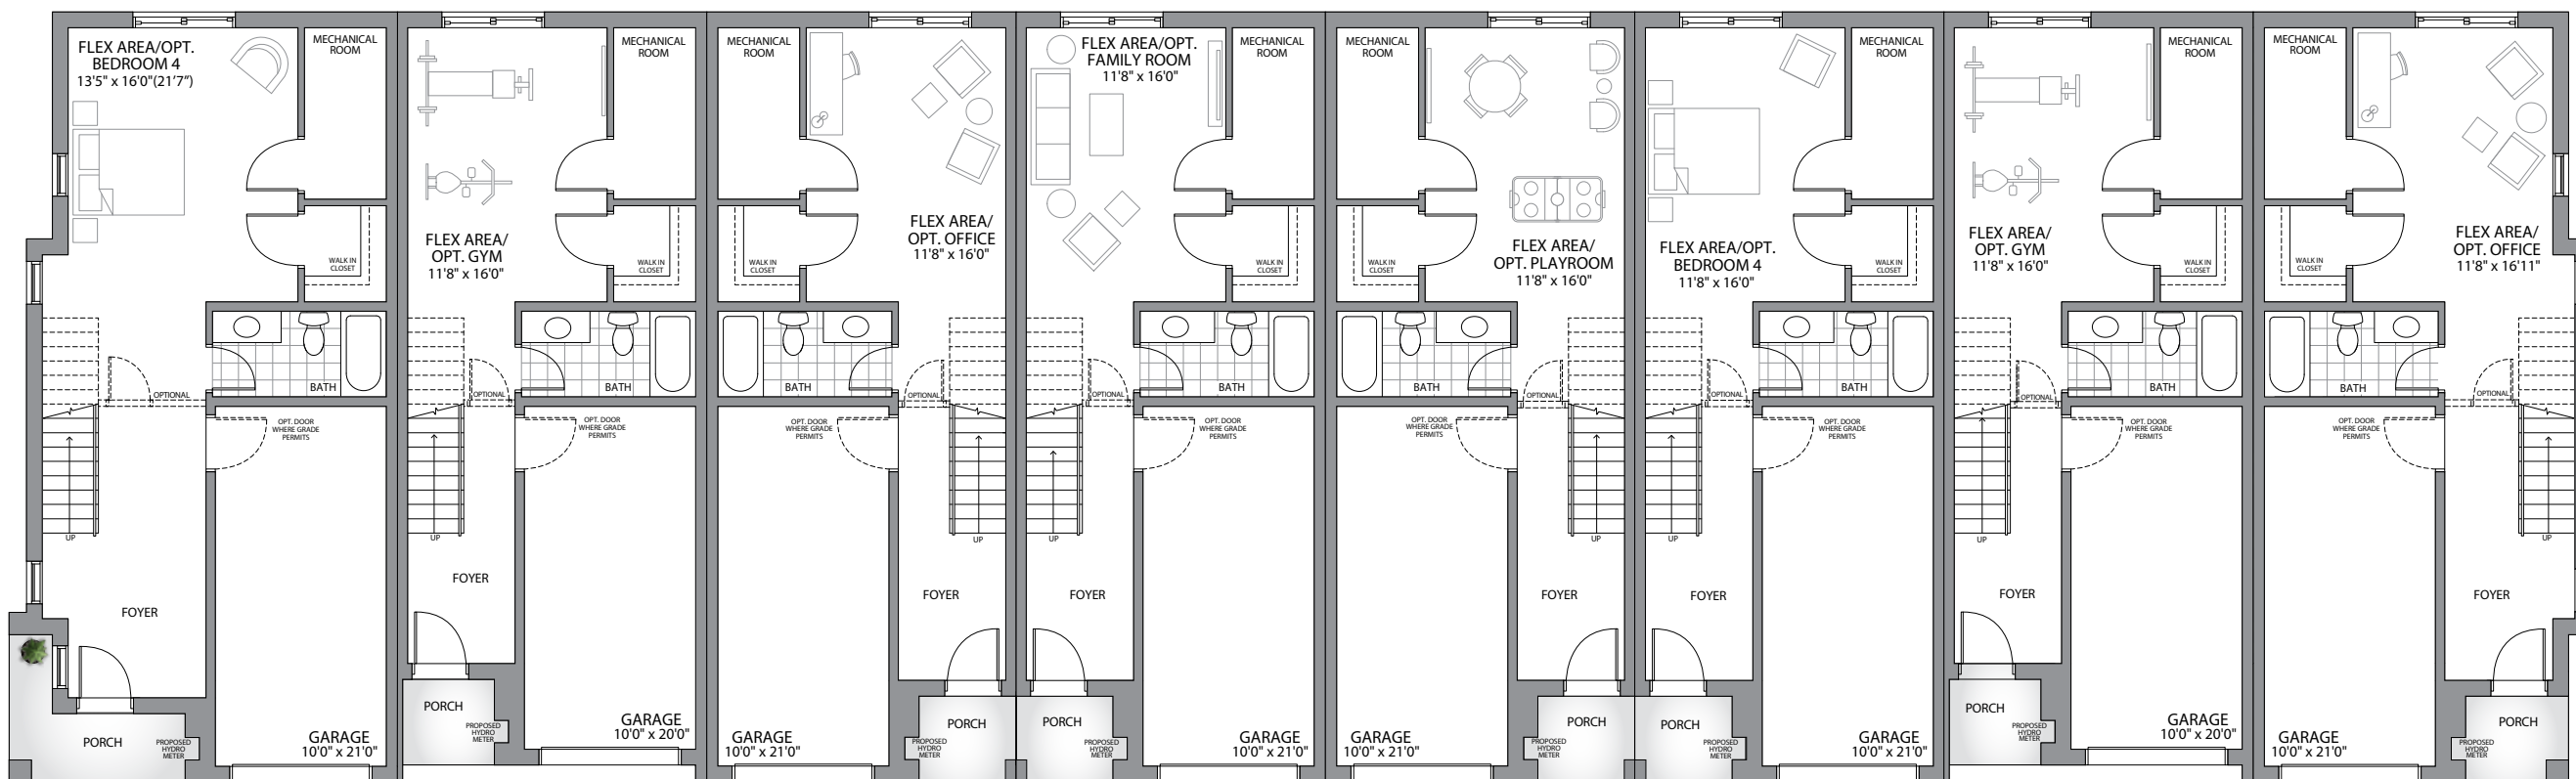 FLEX AREA/OPT.
BEDROOM 4
13'5" x 16'0"(21'7")
MECHANICAL
ROOM
WALK IN
CLOSET
BATH
OPTIONAL
OPT. DOOR
WHERE GRADE
PERMITS
UP
FOYER
PORCH
PROPOSED
HYDRO
METER
GARAGE
10'0" x 21'0"
FLEX AREA/
OPT. GYM
11'8" x 16'0"
MECHANICAL
ROOM
WALK IN
CLOSET
BATH
OPTIONAL
OPT. DOOR
WHERE GRADE
PERMITS
UP
FOYER
PORCH
PROPOSED
HYDRO
METER
GARAGE
10'0" x 20'0"
MECHANICAL
ROOM
FLEX AREA/
OPT. OFFICE
11'8" x 16'0"
WALK IN
CLOSET
BATH
OPTIONAL
OPT. DOOR
WHERE GRADE
PERMITS
UP
FOYER
GARAGE
10'0" x 21'0"
PORCH
PROPOSED
HYDRO
METER
FLEX AREA/OPT.
FAMILY ROOM
11'8" x 16'0"
MECHANICAL
ROOM
WALK IN
CLOSET
BATH
OPTIONAL
OPT. DOOR
WHERE GRADE
PERMITS
UP
FOYER
PORCH
PROPOSED
HYDRO
METER
GARAGE
10'0" x 21'0"
MECHANICAL
ROOM
FLEX AREA/
OPT. PLAYROOM
11'8" x 16'0"
WALK IN
CLOSET
BATH
OPTIONAL
OPT. DOOR
WHERE GRADE
PERMITS
UP
FOYER
GARAGE
10'0" x 21'0"
PORCH
PROPOSED
HYDRO
METER
FLEX AREA/OPT.
BEDROOM 4
11'8" x 16'0"
MECHANICAL
ROOM
WALK IN
CLOSET
BATH
OPTIONAL
OPT. DOOR
WHERE GRADE
PERMITS
UP
FOYER
PORCH
PROPOSED
HYDRO
METER
GARAGE
10'0" x 21'0"
FLEX AREA/
OPT. GYM
11'8" x 16'0"
MECHANICAL
ROOM
WALK IN
CLOSET
BATH
OPTIONAL
OPT. DOOR
WHERE GRADE
PERMITS
UP
FOYER
PORCH
PROPOSED
HYDRO
METER
GARAGE
10'0" x 20'0"
MECHANICAL
ROOM
FLEX AREA/
OPT. OFFICE
11'8" x 16'11"
WALK IN
CLOSET
BATH
OPTIONAL
OPT. DOOR
WHERE GRADE
PERMITS
UP
FOYER
GARAGE
10'0" x 21'0"
PORCH
PROPOSED
HYDRO
METER